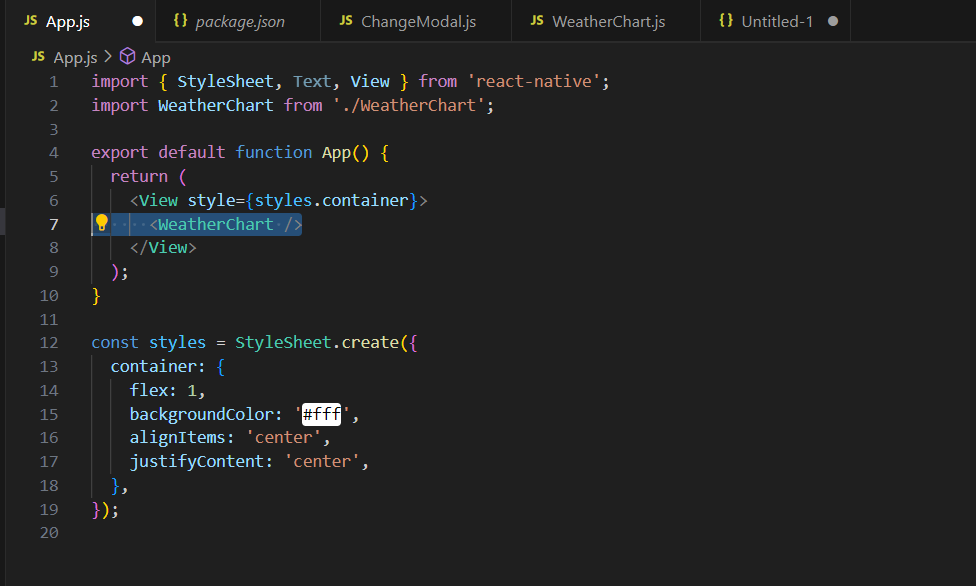 JS App.js ● {} package.json JS ChangeModal.js JS WeatherChart.js {} Untitled-1 ●
JS App.js > App
1 import { StyleSheet, Text, View } from 'react-native';
2 import WeatherChart from './WeatherChart';
3
4 export default function App() {
5   return (
6     <View style={styles.container}>
7       <WeatherChart />
8     </View>
9   );
10 }
11
12 const styles = StyleSheet.create({
13   container: {
14     flex: 1,
15     backgroundColor: '#fff',
16     alignItems: 'center',
17     justifyContent: 'center',
18   },
19 });
20